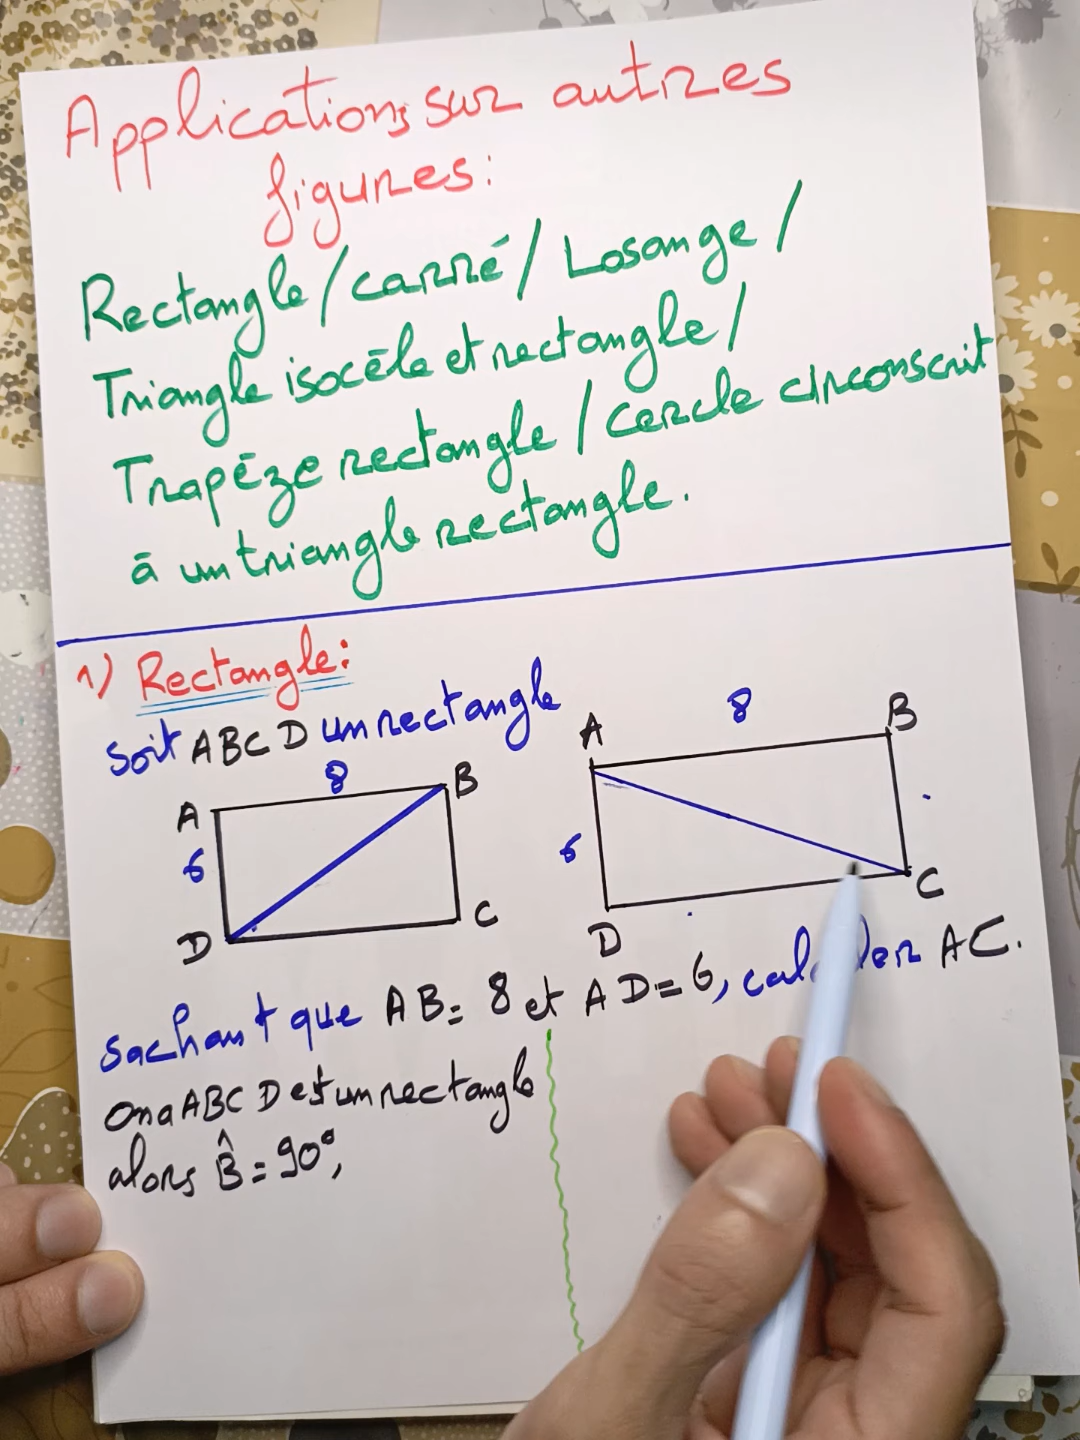 Applications sur autres
figures:
Rectangle/carré/Losange/
Triangle isocèle et rectangle/
Trapèze rectangle/cercle circonscrit
à un triangle rectangle.
1) Rectangle:
soit ABCD un rectangle
8
A B
6
D C
8
A B
6
D C
sachant que AB= 8 et AD=6, calculer AC.
On a ABCD est un rectangle
alors B̂=90°,